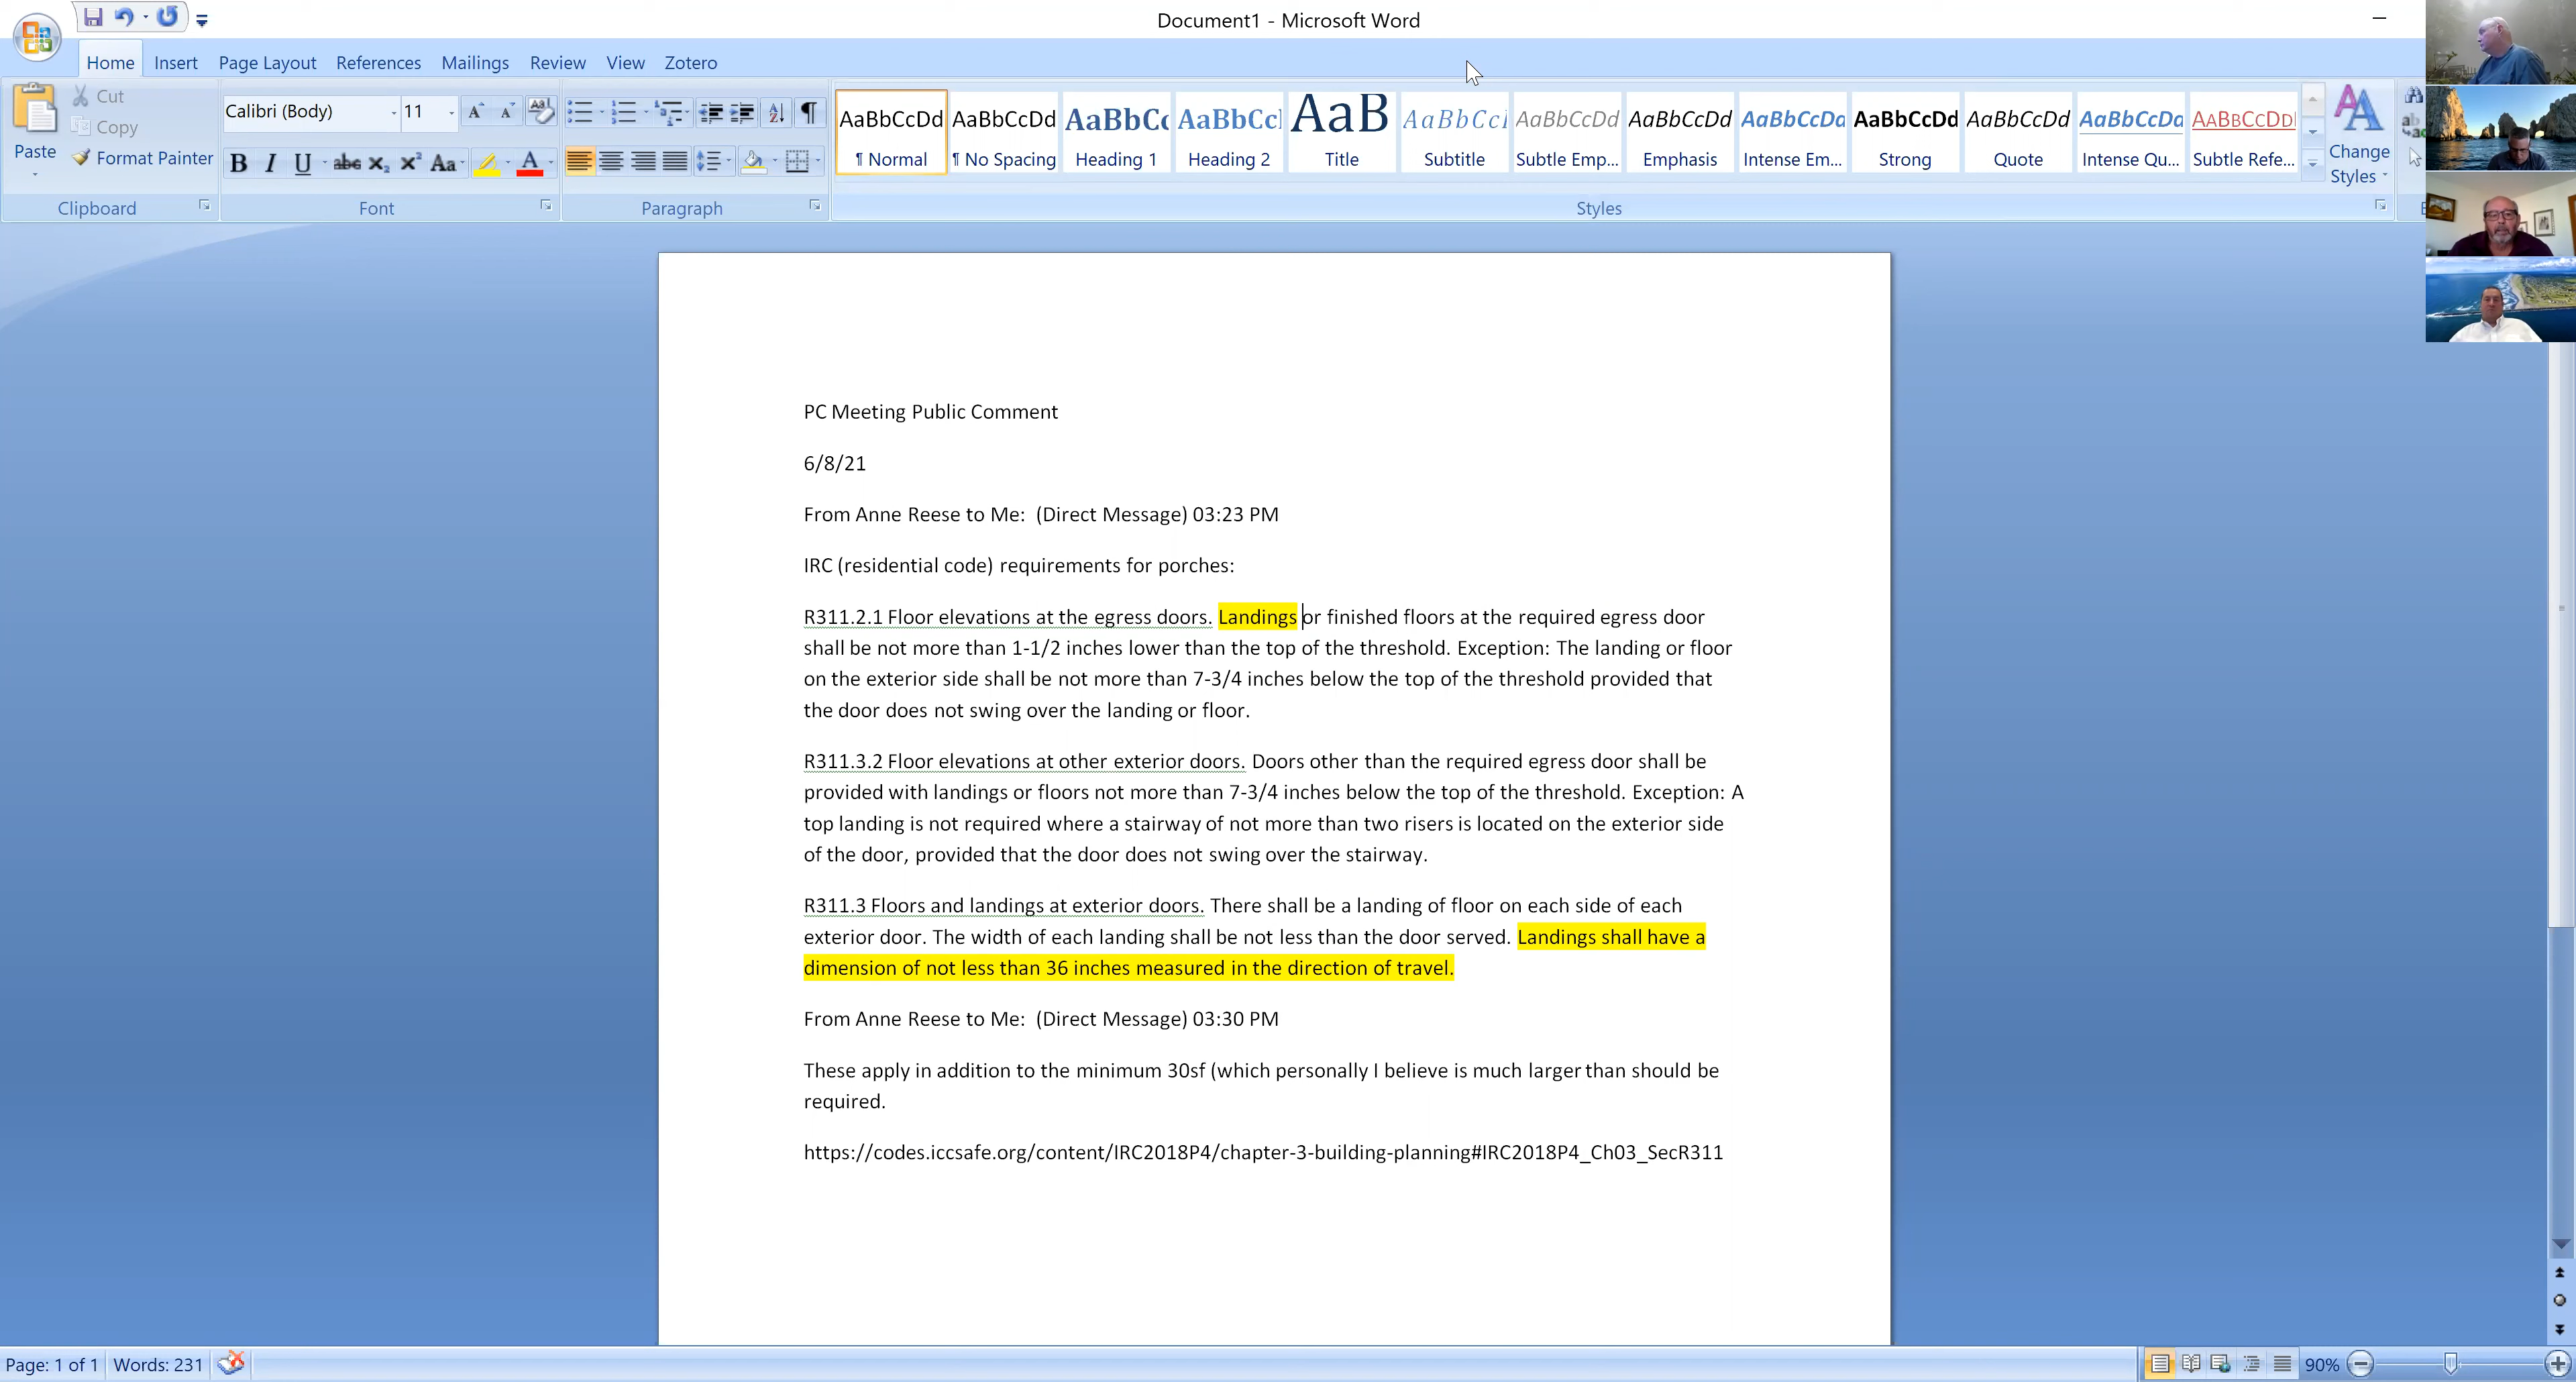 Document1 - Microsoft Word
Home Insert Page Layout References Mailings Review View Zotero
Paste
Cut
Copy
Format Painter
Clipboard
Calibri (Body) 11
Font
Paragraph
AaBbCcDd AaBbCcDd AaBbCc AaBbCc AaB AaBbCcI AaBbCcDd AaBbCcDd AaBbCcDd AaBbCcDd AaBbCcDd AaBbCcDd AaBbCcDd
¶ Normal ¶ No Spacing Heading 1 Heading 2 Title Subtitle Subtle Emp... Emphasis Intense Em... Strong Quote Intense Qu... Subtle Refe...
Change Styles
Styles
PC Meeting Public Comment
6/8/21
From Anne Reese to Me:  (Direct Message) 03:23 PM
IRC (residential code) requirements for porches:
R311.2.1 Floor elevations at the egress doors. Landings or finished floors at the required egress door
shall be not more than 1-1/2 inches lower than the top of the threshold. Exception: The landing or floor
on the exterior side shall be not more than 7-3/4 inches below the top of the threshold provided that
the door does not swing over the landing or floor.
R311.3.2 Floor elevations at other exterior doors. Doors other than the required egress door shall be
provided with landings or floors not more than 7-3/4 inches below the top of the threshold. Exception: A
top landing is not required where a stairway of not more than two risers is located on the exterior side
of the door, provided that the door does not swing over the stairway.
R311.3 Floors and landings at exterior doors. There shall be a landing of floor on each side of each
exterior door. The width of each landing shall be not less than the door served. Landings shall have a
dimension of not less than 36 inches measured in the direction of travel.
From Anne Reese to Me:  (Direct Message) 03:30 PM
These apply in addition to the minimum 30sf (which personally I believe is much larger than should be
required.
https://codes.iccsafe.org/content/IRC2018P4/chapter-3-building-planning#IRC2018P4_Ch03_SecR311
Page: 1 of 1 Words: 231 90%